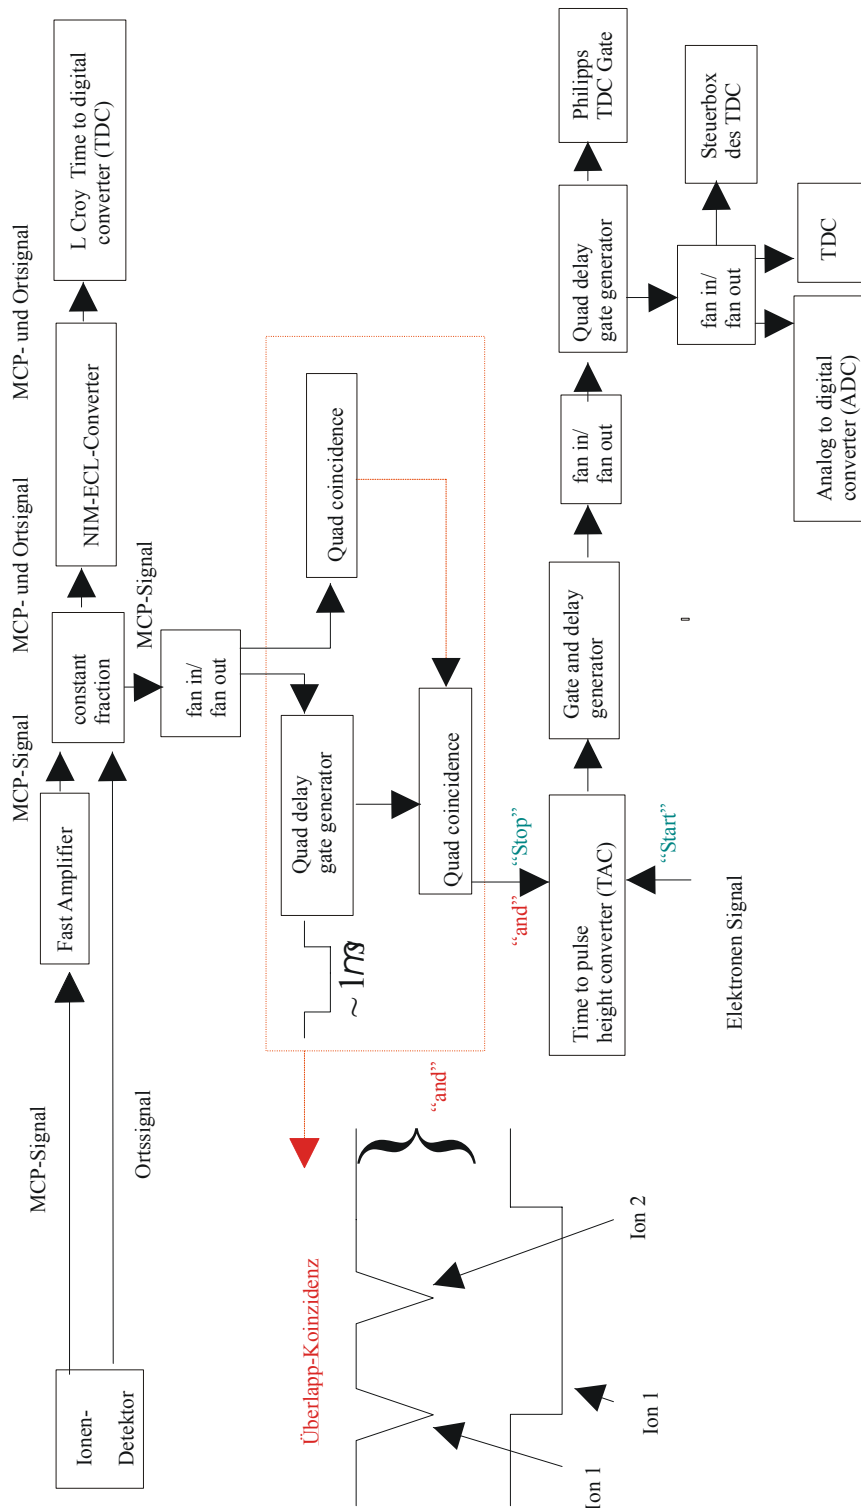 Ionen-
Detektor
MCP-Signal
Ortssignal
Fast Amplifier
MCP-Signal
constant
fraction
MCP- und Ortsignal
NIM-ECL-Converter
MCP- und Ortsignal
L Croy Time to digital
converter (TDC)
MCP-Signal
fan in/
fan out
Quad delay
gate generator
~ 1ms
Quad coincidence
Quad coincidence
Überlapp-Koinzidenz
"and"
Ion 1
Ion 1
Ion 2
"and" "Stop"
Time to pulse
height converter (TAC)
"Start"
Elektronen Signal
Gate and delay
generator
fan in/
fan out
Quad delay
gate generator
Philipps
TDC Gate
fan in/
fan out
Steuerbox
des TDC
TDC
Analog to digital
converter (ADC)